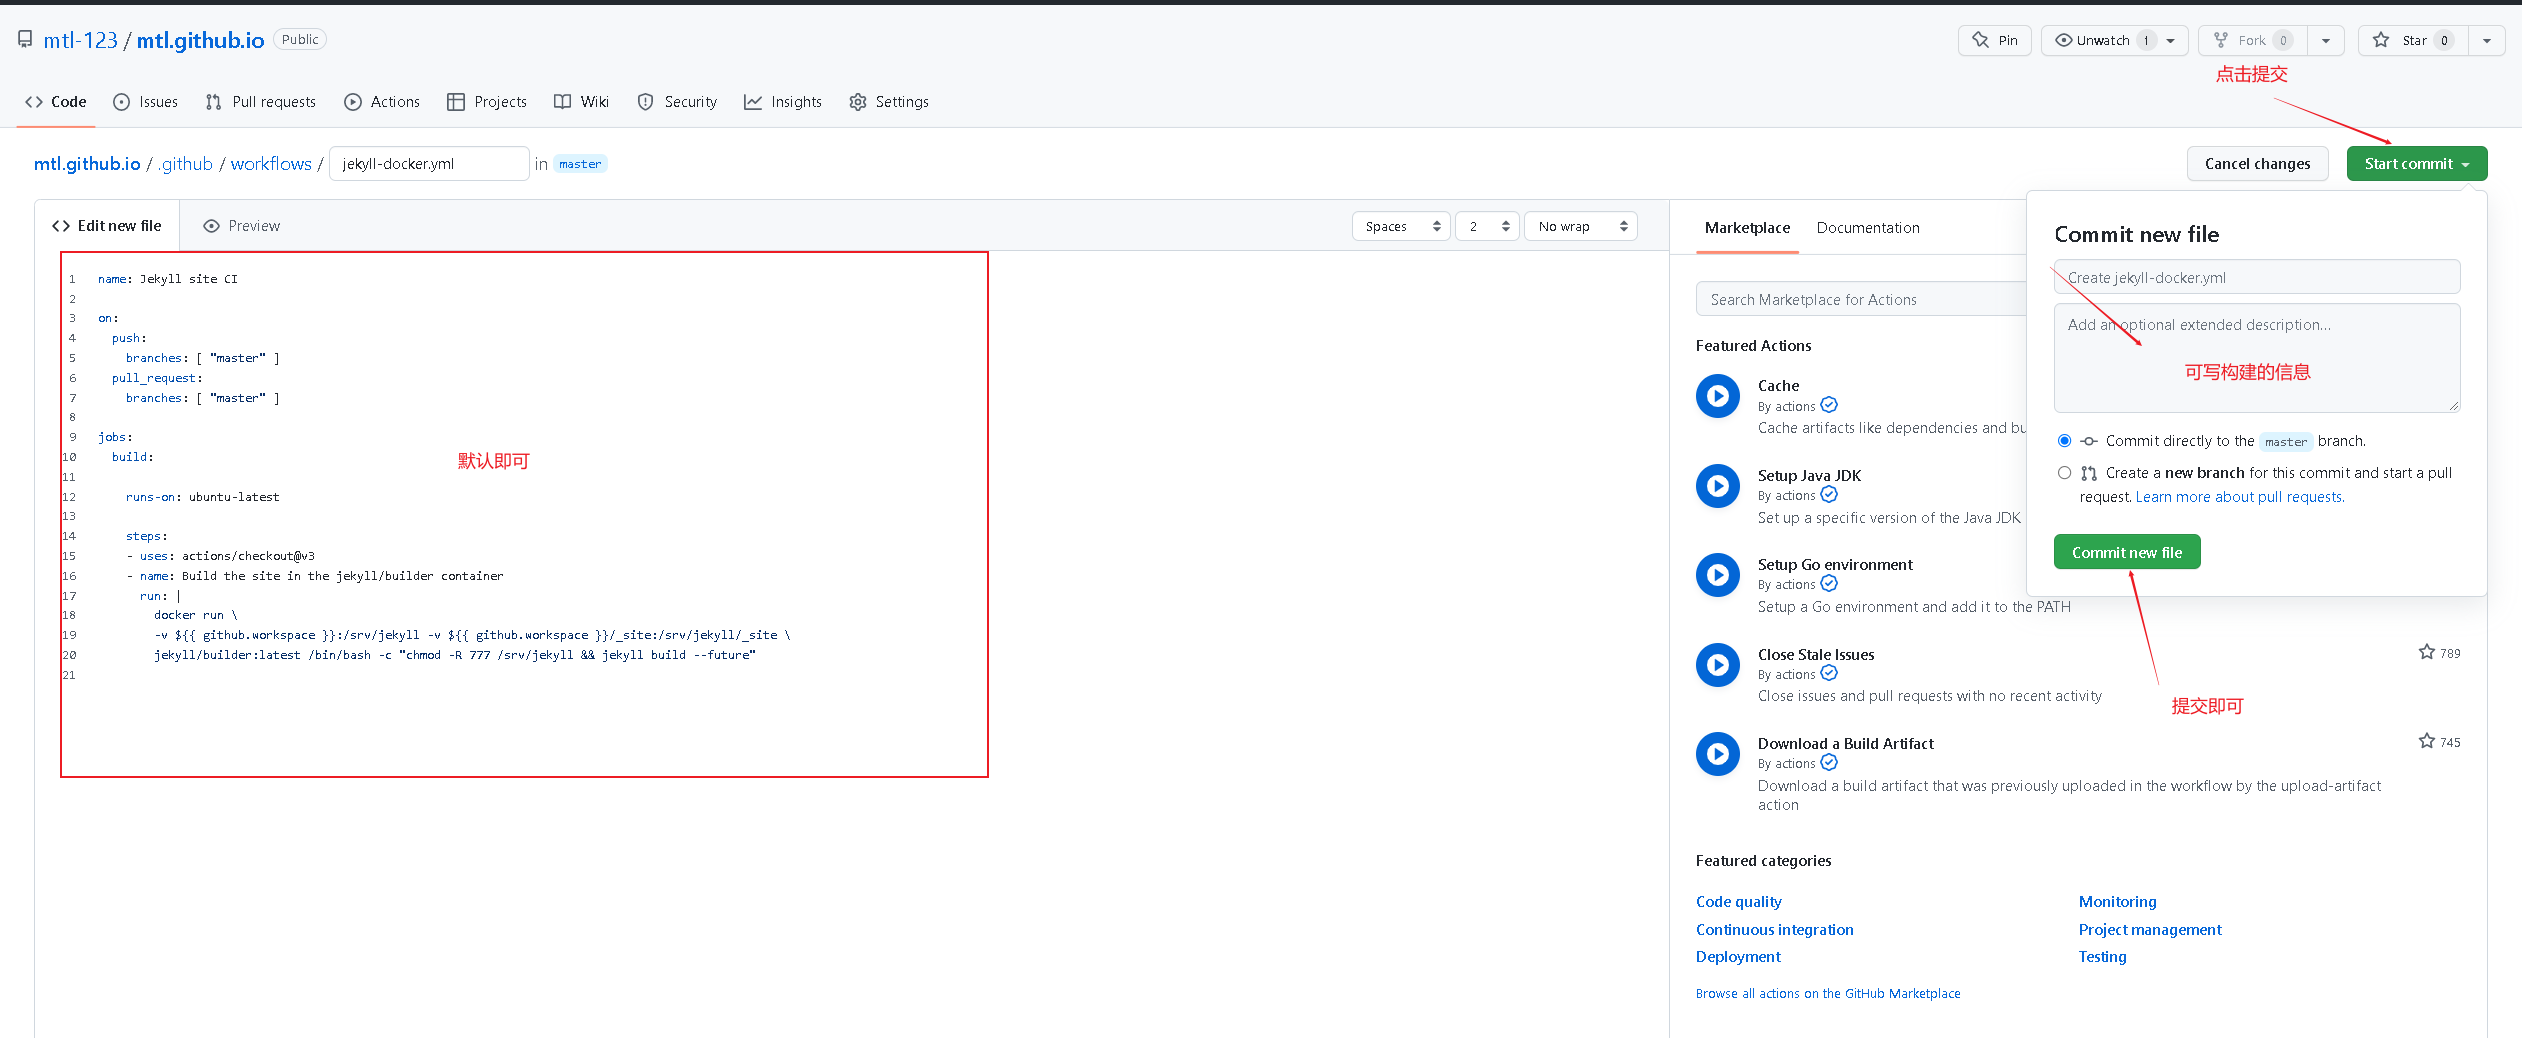 mtl-123 / mtl.github.io Public
Pin Unwatch 1 Fork 0 Star 0
点击提交
Code Issues Pull requests Actions Projects Wiki Security Insights Settings
mtl.github.io / .github / workflows / jekyll-docker.yml in master
Cancel changes Start commit
Edit new file Preview
Spaces 2 No wrap
1 name: Jekyll site CI
2
3 on:
4 push:
5 branches: [ "master" ]
6 pull_request:
7 branches: [ "master" ]
8
9 jobs:
10 build:
默认即可
11
12 runs-on: ubuntu-latest
13
14 steps:
15 - uses: actions/checkout@v3
16 - name: Build the site in the jekyll/builder container
17 run: |
18 docker run \
19 -v ${{ github.workspace }}:/srv/jekyll -v ${{ github.workspace }}/_site:/srv/jekyll/_site \
20 jekyll/builder:latest /bin/bash -c "chmod -R 777 /srv/jekyll && jekyll build --future"
21
Marketplace Documentation
Search Marketplace for Actions
Featured Actions
Cache
By actions
Cache artifacts like dependencies and bu
Setup Java JDK
By actions
Set up a specific version of the Java JDK
Setup Go environment
By actions
Setup a Go environment and add it to the PATH
Close Stale Issues
789
By actions
Close issues and pull requests with no recent activity
Download a Build Artifact
745
By actions
Download a build artifact that was previously uploaded in the workflow by the upload-artifact
action
Featured categories
Code quality Monitoring
Continuous integration Project management
Deployment Testing
Browse all actions on the GitHub Marketplace
Commit new file
Create jekyll-docker.yml
Add an optional extended description...
可写构建的信息
Commit directly to the master branch.
Create a new branch for this commit and start a pull
request. Learn more about pull requests.
Commit new file
提交即可